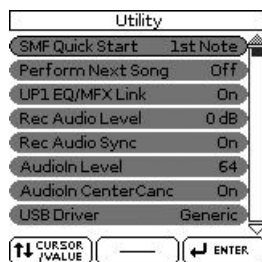 Utility
SMF Quick Start 1st Note
Perform Next Song Off
UP1 EQ/MFX Link On
Rec Audio Level 0 dB
Rec Audio Sync On
AudioIn Level 64
AudioIn CenterCanc On
USB Driver Generic
CURSOR /VALUE ENTER